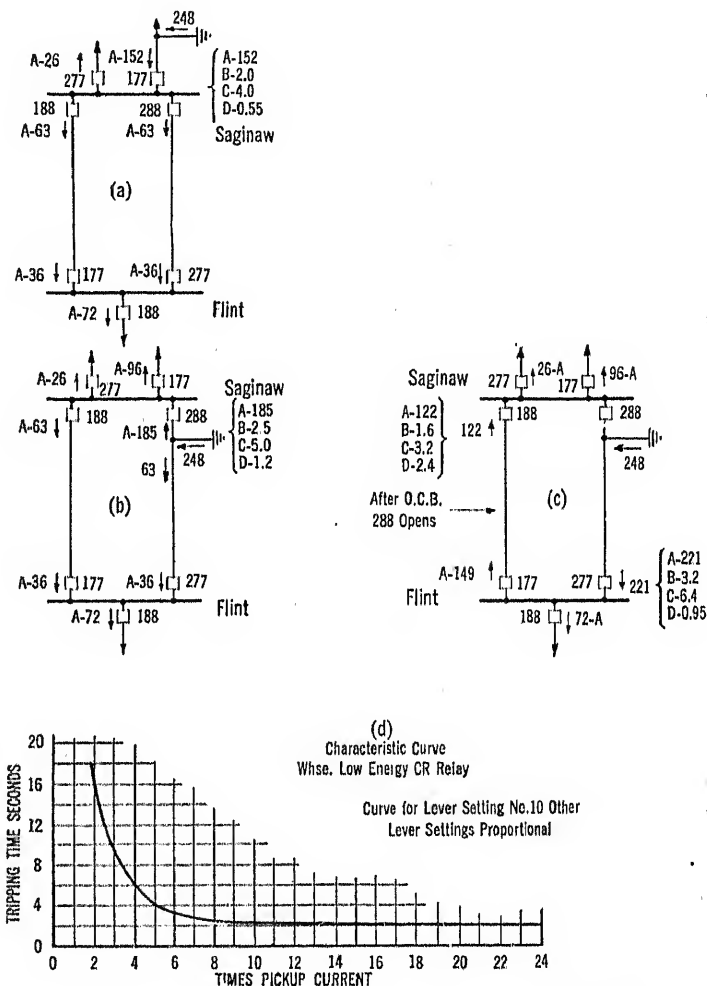 248
A-26
A-152
277
177
A-152
B-2.0
C-4.0
D-0.55
188
288
A-63
A-63
Saginaw
(a)
A-36
177
A-36
277
A-72
188
Flint
A-26
277
A-96
177
Saginaw
188
288
A-63
A-185
A-185
B-2.5
C-5.0
D-1.2
248
63
(b)
A-36
177
A-36
277
A-72
188
Flint
26-A
96-A
277
177
Saginaw
188
288
A-122
B-1.6
C-3.2
D-2.4
122
248
After O.C.B.
288 Opens
(c)
A-149
177
277
221
A-221
B-3.2
C-6.4
D-0.95
Flint
188
72-A
(d)
Characteristic Curve
Whse. Low Energy CR Relay
Curve for Lever Setting No.10 Other
Lever Settings Proportional
TRIPPING TIME SECONDS
20
16
12
8
4
0
0 2 4 6 8 10 12 14 16 18 20 22 24
TIMES PICKUP CURRENT